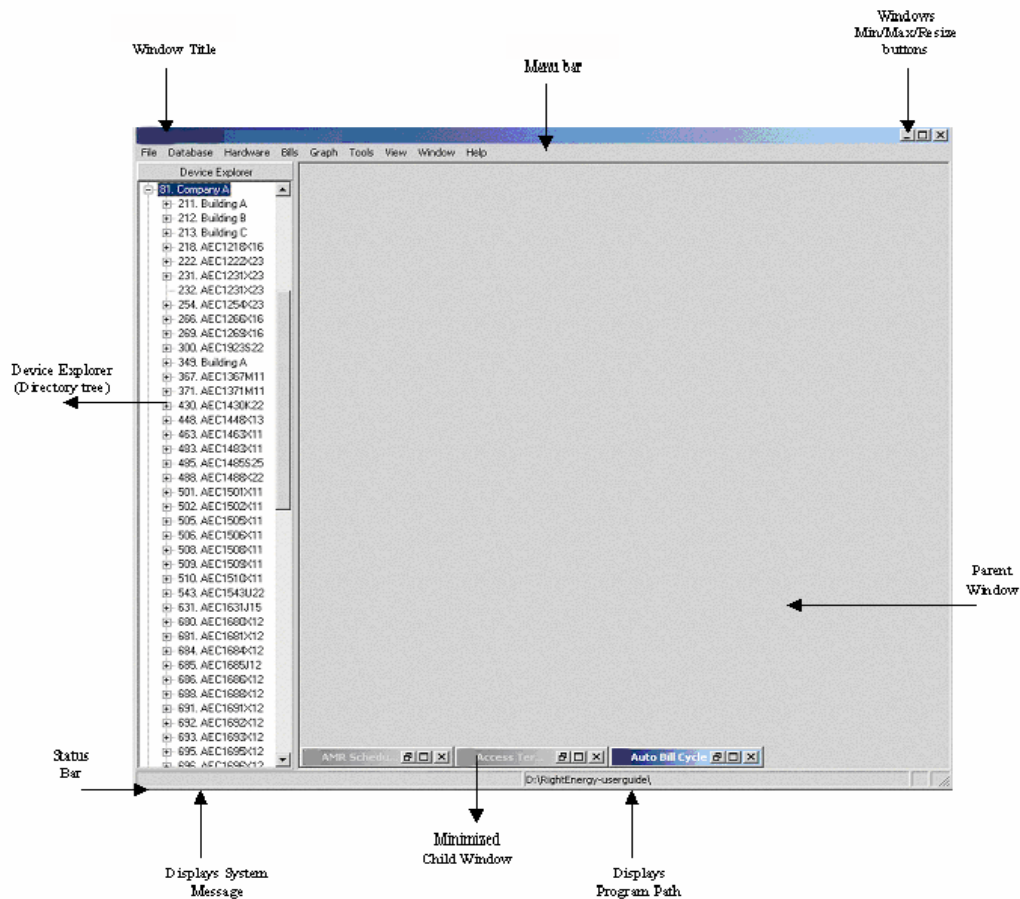 Windows
Min/Max/Resize
buttons
Window Title
Menu bar
File Database Hardware Bills Graph Tools View Window Help
Device Explorer
81. Company A
211. Building A
212. Building B
213. Building C
218. AEC1218X16
222. AEC1222X23
231. AEC1231X23
232. AEC1231X23
254. AEC1254X23
266. AEC1266X16
269. AEC1269X16
300. AEC1923S22
349. Building A
367. AEC1367M11
371. AEC1371M11
430. AEC1430K22
448. AEC1448X13
463. AEC1463X11
483. AEC1483X11
485. AEC1485S25
488. AEC1488X22
501. AEC1501X11
502. AEC1502X11
505. AEC1505X11
506. AEC1506X11
508. AEC1508X11
509. AEC1509X11
510. AEC1510X11
543. AEC1543U22
631. AEC1631J15
680. AEC1680X12
681. AEC1681X12
684. AEC1684X12
685. AEC1685J12
686. AEC1686X12
688. AEC1688X12
691. AEC1691X12
692. AEC1692X12
693. AEC1693X12
695. AEC1695X12
696. AEC1696X12
Device Explorer
(Directory tree)
Parent
Window
AMR Schedu... Access Ter... Auto Bill Cycle
Status
Bar
D:\RightEnergy-userguide\
Minimized
Child Window
Displays System
Message
Displays
Program Path